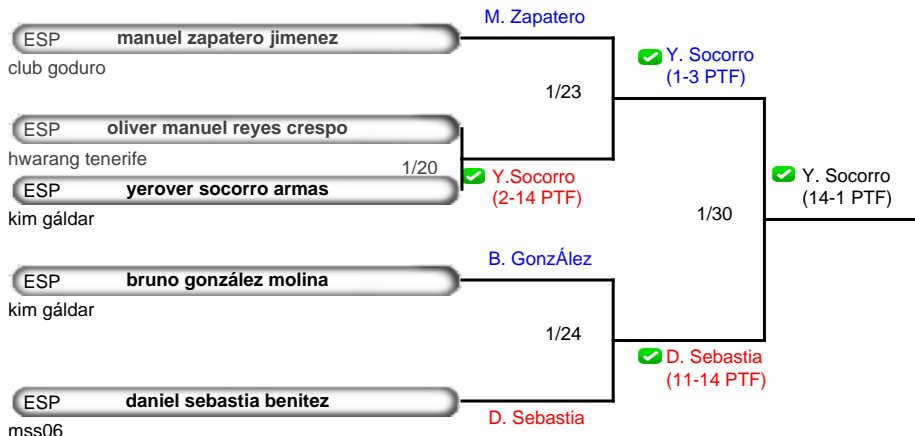 M. Zapatero
ESP manuel zapatero jimenez
club goduro
Y. Socorro
(1-3 PTF)
1/23
ESP oliver manuel reyes crespo
hwarang tenerife
1/20
Y.Socorro
(2-14 PTF)
ESP yerover socorro armas
kim gáldar
Y. Socorro
(14-1 PTF)
1/30
B. GonzÁlez
ESP bruno gonzález molina
kim gáldar
1/24
D. Sebastia
(11-14 PTF)
ESP daniel sebastia benitez
mss06
D. Sebastia